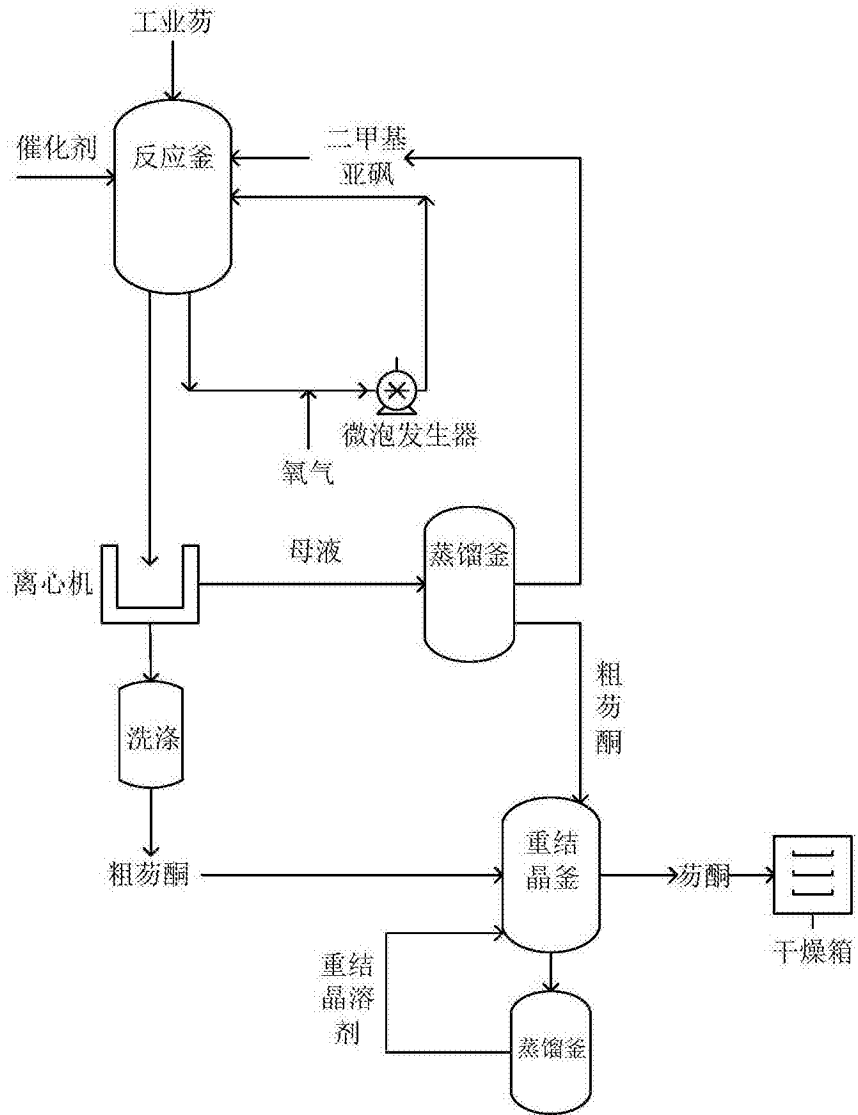 工业芴
催化剂
反应釜
二甲基
亚砜
微泡发生器
氧气
母液
蒸馏釜
离心机
粗
芴
酮
洗涤
重结
晶釜
粗芴酮
芴酮
干燥箱
重结
晶溶
剂
蒸馏釜